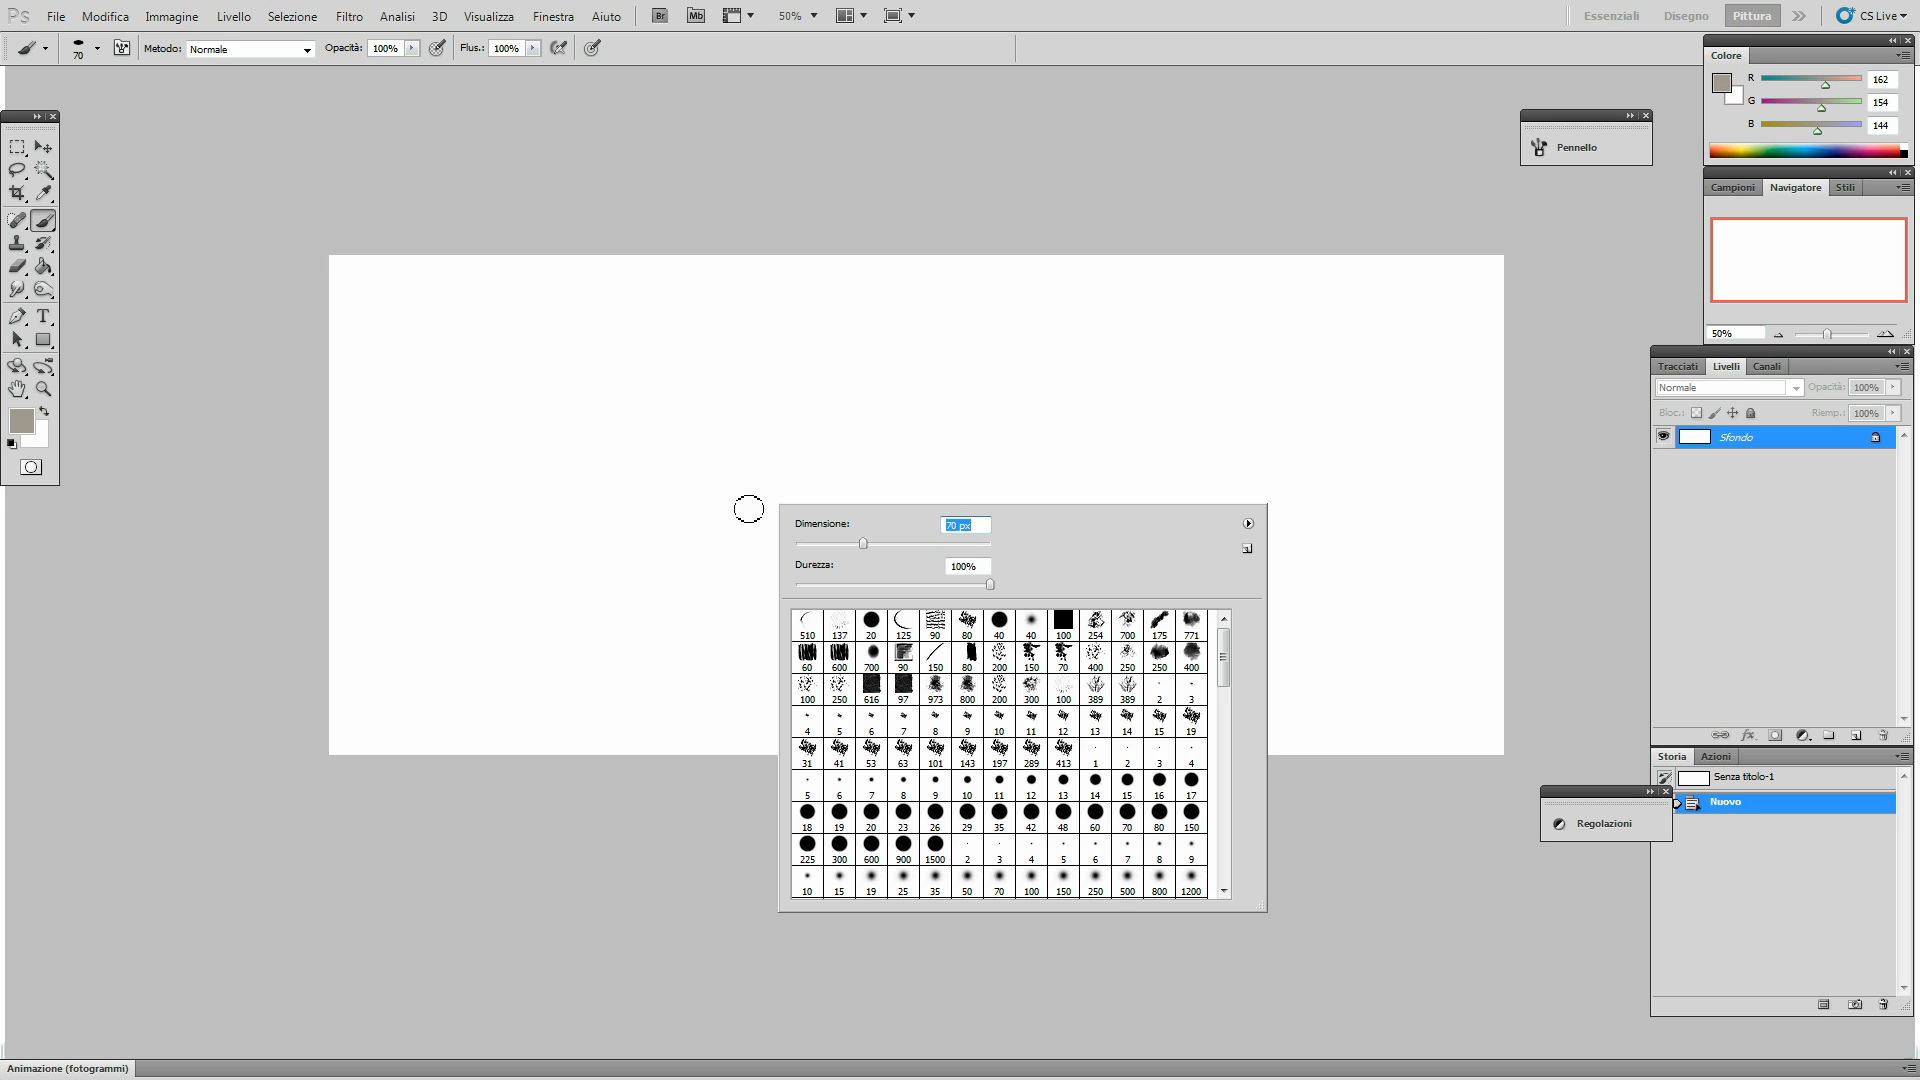 Ps File Modifica Immagine Livello Selezione Filtro Analisi 3D Visualizza Finestra Aiuto Br Mb 50% Essenziali Disegno Pittura CS Live
70 Metodo: Normale Opacità: 100% Flus.: 100%
Colore
R 162
G 154
B 144
Pennello
Campioni Navigatore Stili
50%
Tracciati Livelli Canali
Normale Opacità: 100%
Bloc.: Riemp.: 100%
Sfondo
Dimensione: 70 px
Durezza: 100%
510 137 20 125 90 80 40 40 100 254 700 175 771
60 600 700 90 150 80 200 150 70 400 250 250 400
100 250 616 97 973 800 200 300 100 389 389 2 3
4 5 6 7 8 9 10 11 12 13 14 15 19
31 41 53 63 101 143 197 289 413 1 2 3 4
5 6 7 8 9 10 11 12 13 14 15 16 17
18 19 20 23 26 29 35 42 48 60 70 80 150
225 300 600 900 1500 2 3 4 5 6 7 8 9
10 15 19 25 35 50 70 100 150 250 500 800 1200
Storia Azioni
Senza titolo-1
Nuovo
Regolazioni
Animazione (fotogrammi)